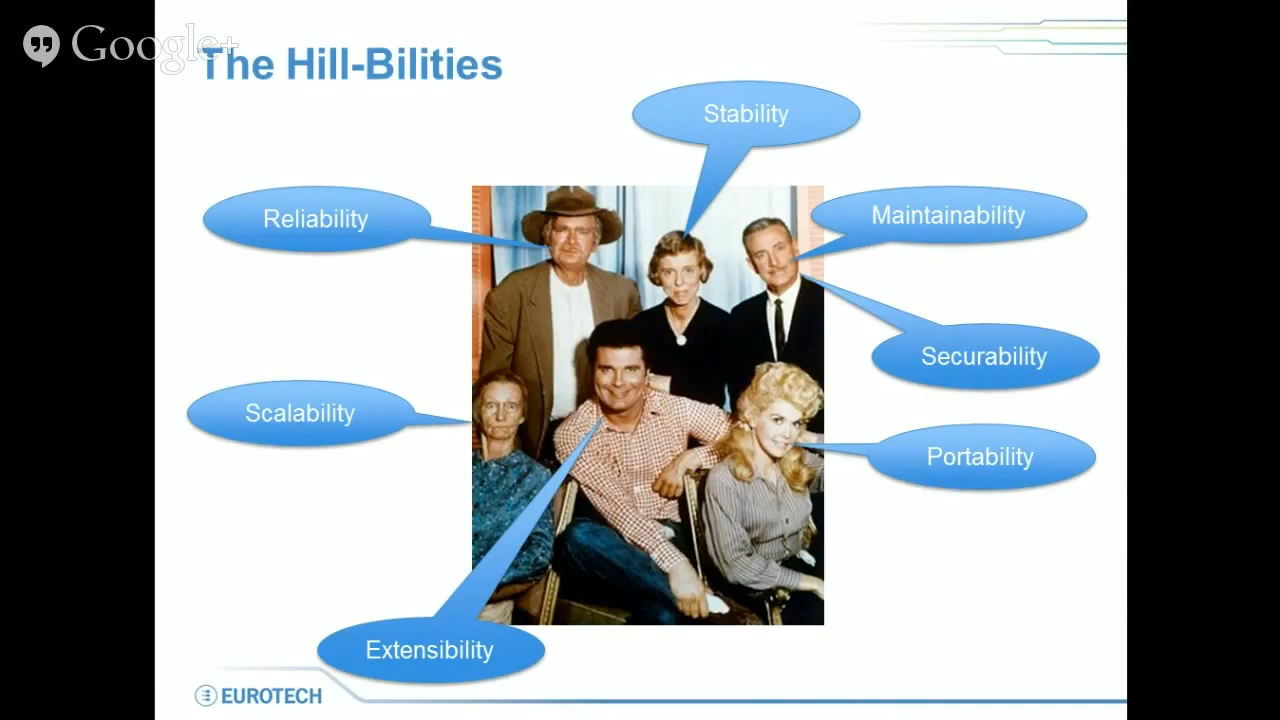 Google+
The Hill-Bilities
Stability
Reliability
Maintainability
Securability
Scalability
Portability
Extensibility
EUROTECH